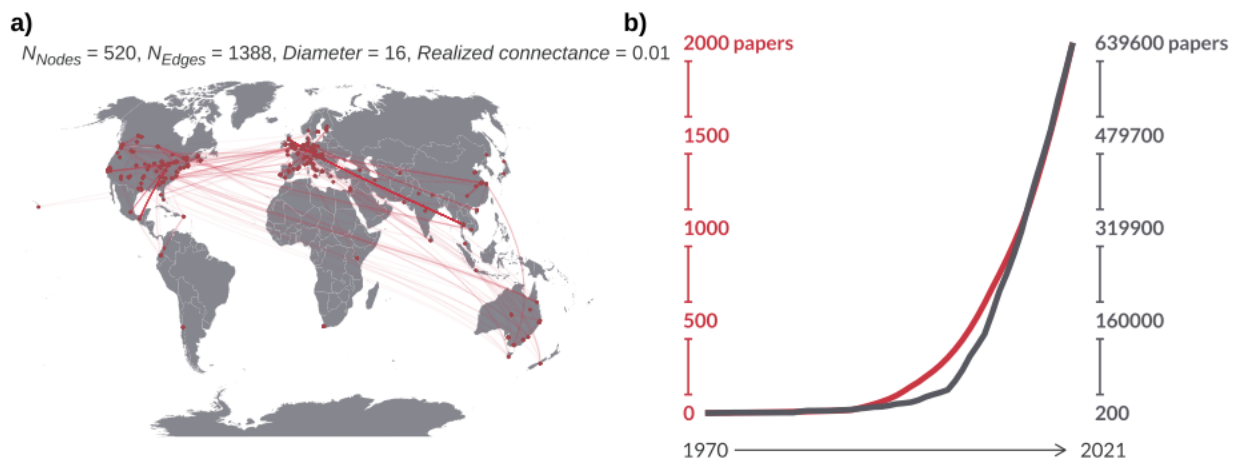 a)
N_Nodes = 520, N_Edges = 1388, Diameter = 16, Realized connectance = 0.01
b)
2000 papers
639600 papers
1500
479700
1000
319900
500
160000
0
200
1970
2021